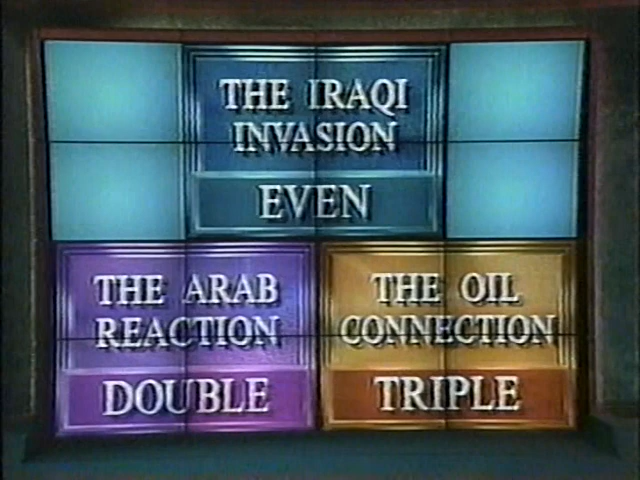 THE IRAQI
INVASION
EVEN
THE ARAB
REACTION
DOUBLE
THE OIL
CONNECTION
TRIPLE